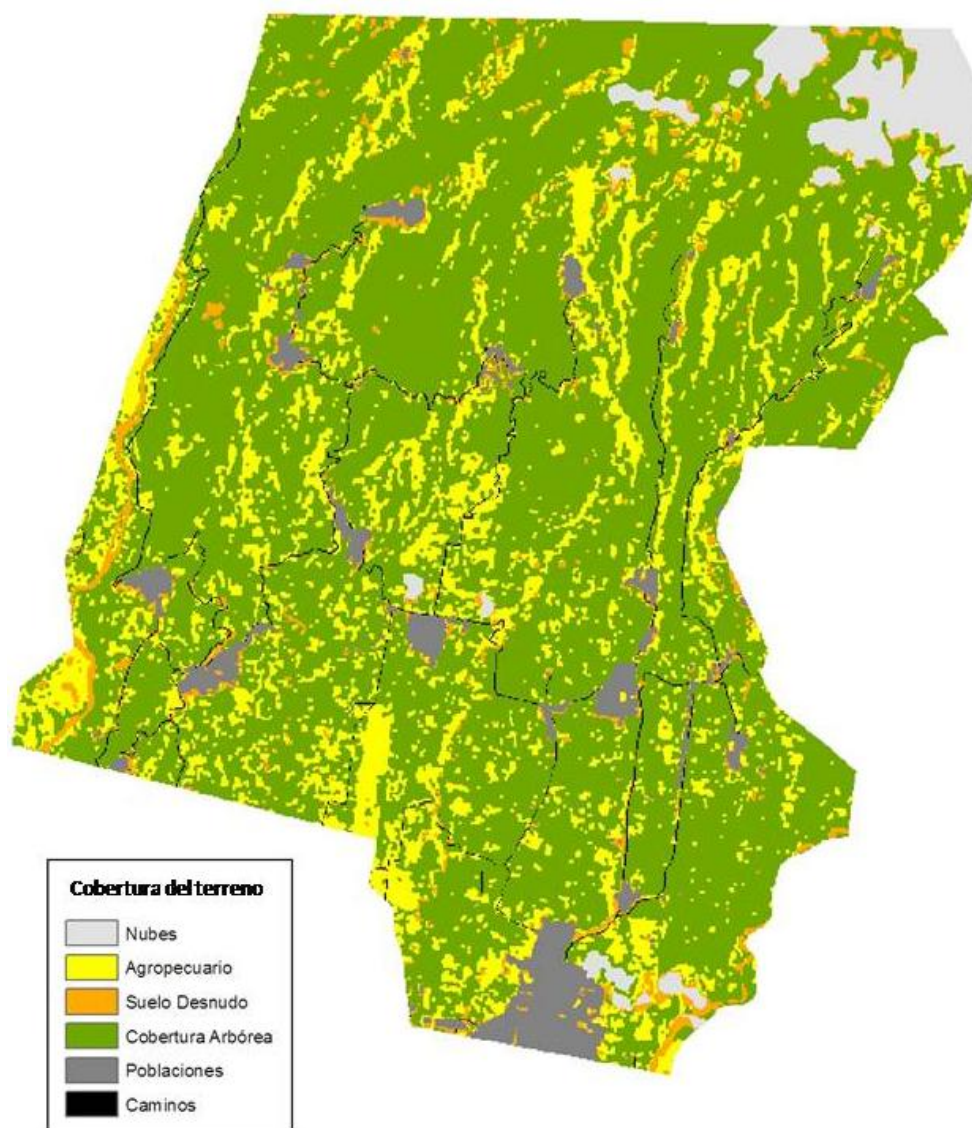 Cobertura del terreno
Nubes
Agropecuario
Suelo Desnudo
Cobertura Arbórea
Poblaciones
Caminos